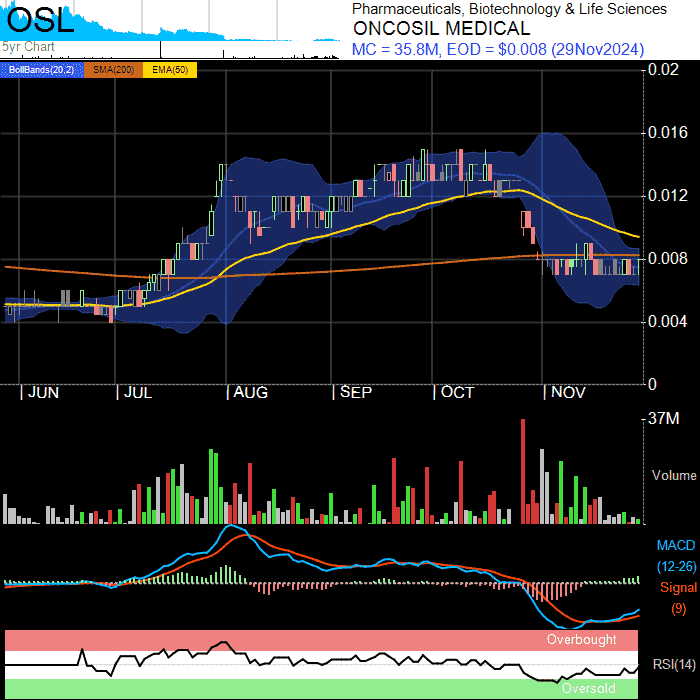 OSL
5yr Chart
Pharmaceuticals, Biotechnology & Life Sciences
ONCOSIL MEDICAL
MC = 35.8M, EOD = $0.008 (29Nov2024)
BollBands(20,2) SMA(200) EMA(50)
0.02
0.016
0.012
0.008
0.004
0
JUN JUL AUG SEP OCT NOV
37M
Volume
MACD
(12-26)
Signal
(9)
Overbought
RSI(14)
Oversold